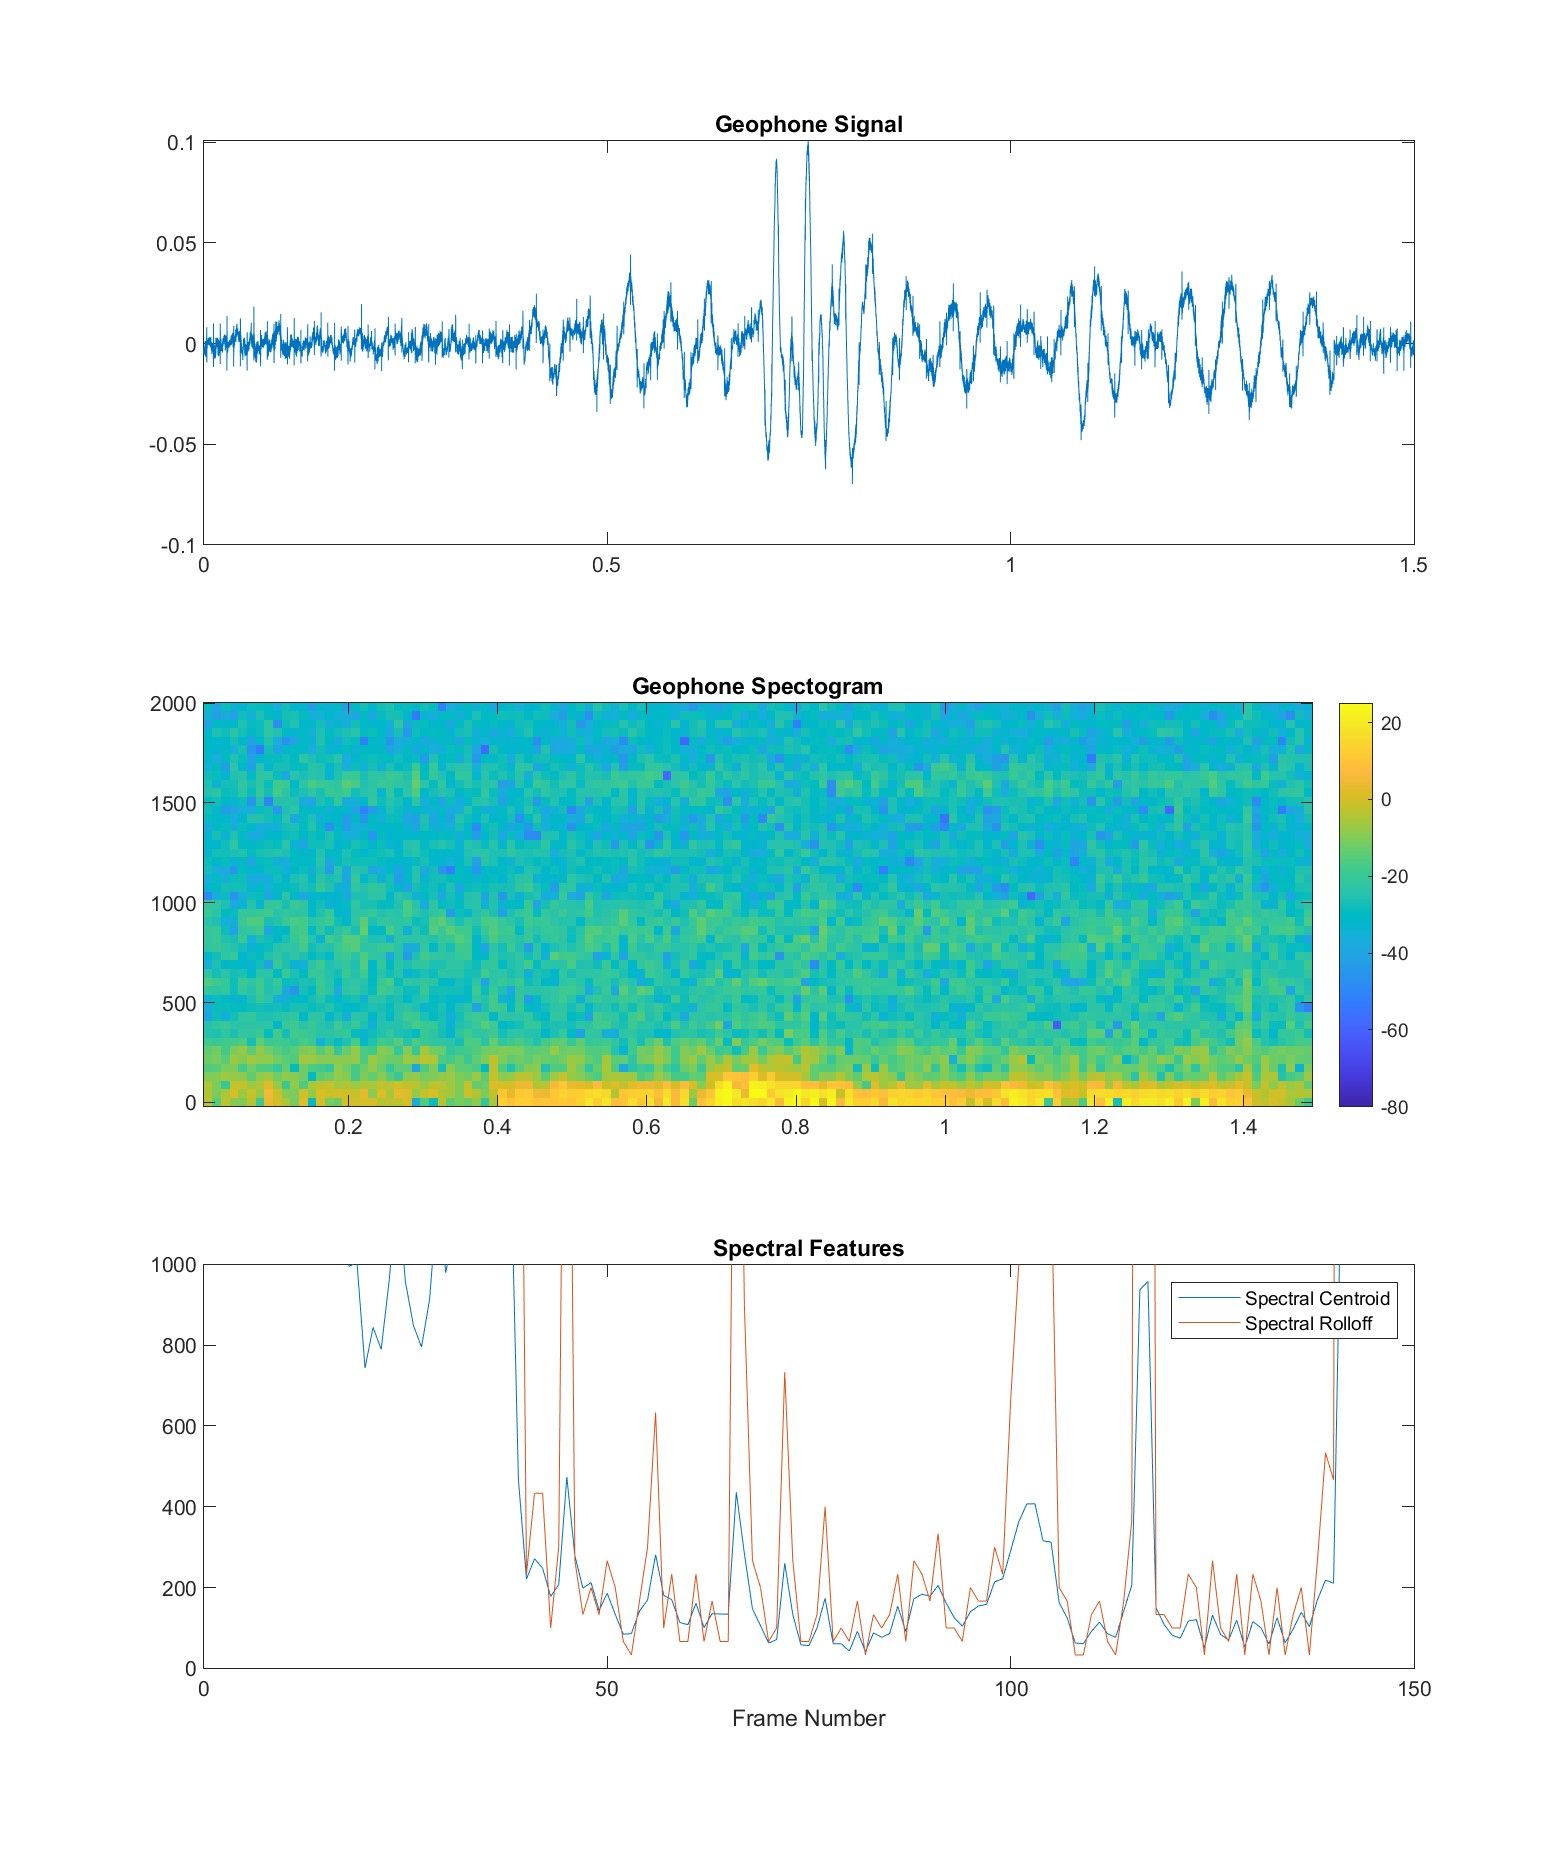 Geophone Signal
0.1
0.05
0
-0.05
-0.1
0 0.5 1 1.5
Geophone Spectogram
2000
1500
1000
500
0
0.2 0.4 0.6 0.8 1 1.2 1.4
20
0
-20
-40
-60
-80
Spectral Features
1000
800
600
400
200
0
Spectral Centroid
Spectral Rolloff
0 50 100 150
Frame Number